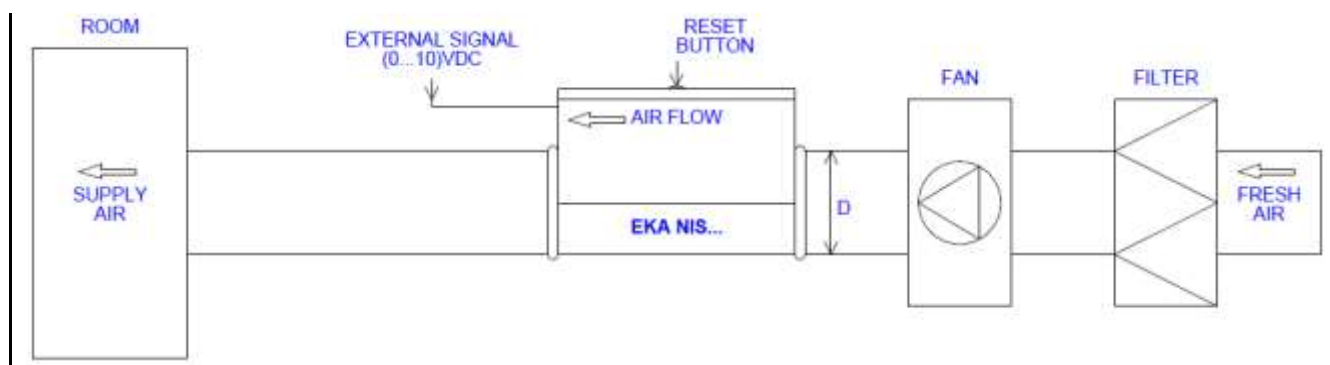 ROOM
EXTERNAL SIGNAL
(0...10)VDC
RESET
BUTTON
FAN
FILTER
AIR FLOW
SUPPLY
AIR
D
EKA NIS...
FRESH
AIR